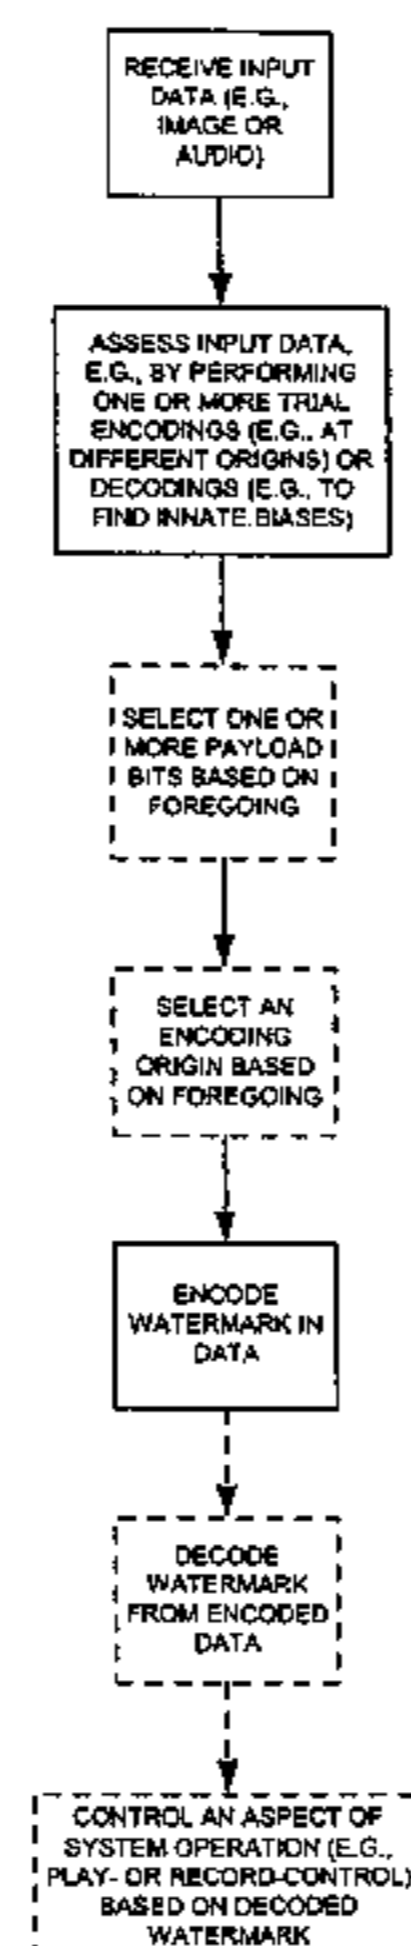 RECEIVE INPUT
DATA (E.G.,
IMAGE OR
AUDIO)
ASSESS INPUT DATA,
E.G., BY PERFORMING
ONE OR MORE TRIAL
ENCODINGS (E.G., AT
DIFFERENT ORIGINS) OR
DECODINGS (E.G., TO
FIND INNATE BIASES)
SELECT ONE OR
MORE PAYLOAD
BITS BASED ON
FOREGOING
SELECT AN
ENCODING
ORIGIN BASED
ON FOREGOING
ENCODE
WATERMARK IN
DATA
DECODE
WATERMARK
FROM ENCODED
DATA
CONTROL AN ASPECT OF
SYSTEM OPERATION (E.G.,
PLAY- OR RECORD-CONTROL)
BASED ON DECODED
WATERMARK